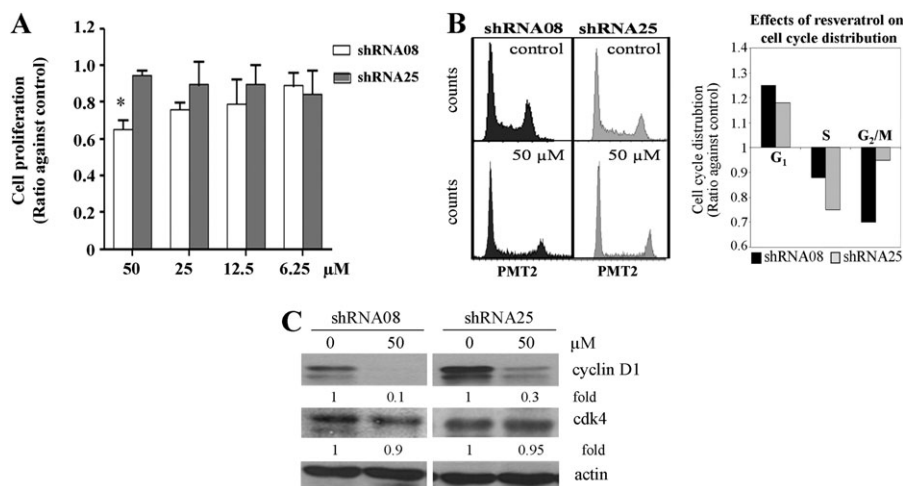 A
Cell proliferation
(Ratio against control)
1.2
1.0
0.8
0.6
0.4
0.2
0
*
50 25 12.5 6.25 μM
shRNA08
shRNA25
B
shRNA08 shRNA25
control control
counts
50 μM 50 μM
counts
PMT2 PMT2
Effects of resveratrol on
cell cycle distribution
Cell cycle distrubtion
(Ratio against control)
1.4
1.3
1.2
1.1
1
0.9
0.8
0.7
0.6
G1 S G2/M
shRNA08 shRNA25
C
shRNA08 shRNA25
0 50 0 50 μM
cyclin D1
1 0.1 1 0.3 fold
cdk4
1 0.9 1 0.95 fold
actin